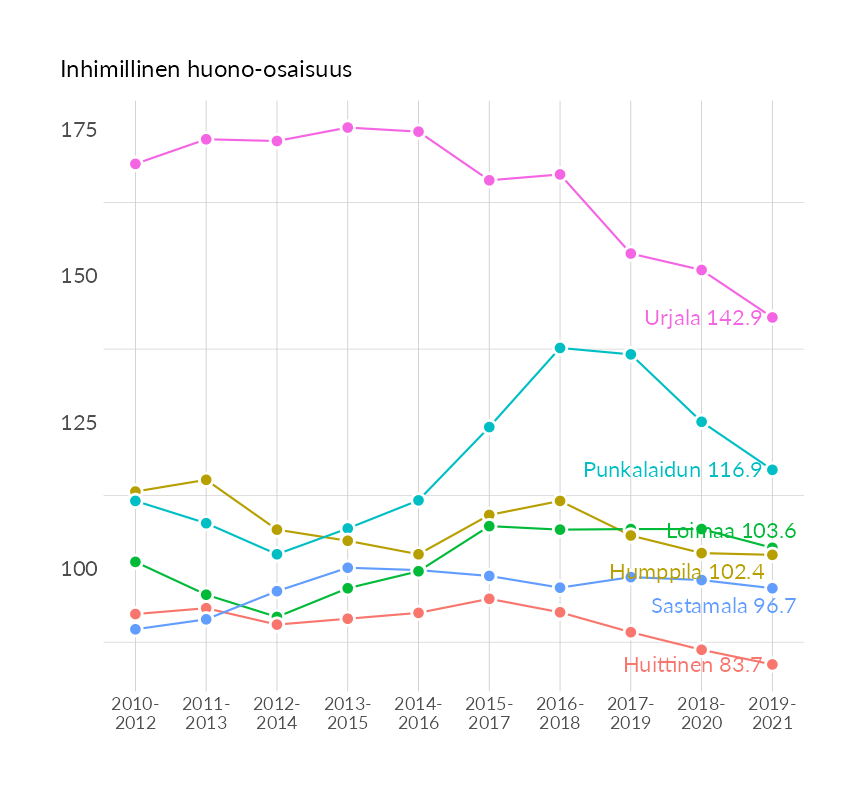 Inhimillinen huono-osaisuus
175
150
Urjala 142.9
125
Punkalaidun 116.9
Loimaa 103.6
100
Humppila 102.4
Sastamala 96.7
Huittinen 83.7
2010- 2011- 2012- 2013- 2014- 2015- 2016- 2017- 2018- 2019-
2012 2013 2014 2015 2016 2017 2018 2019 2020 2021